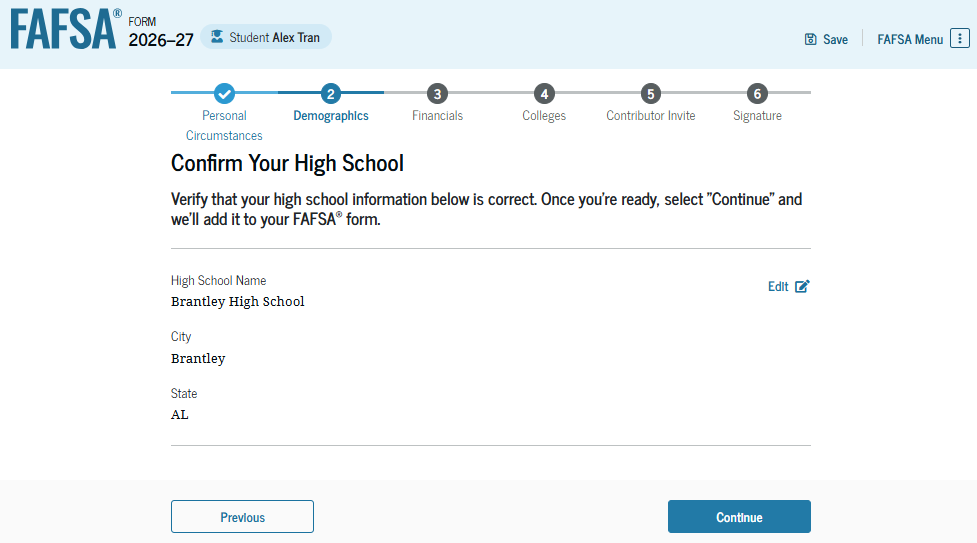 FAFSA® FORM
2026–27
Student Alex Tran
Save
FAFSA Menu
2
3
4
5
6
Personal
Circumstances
Demographics
Financials
Colleges
Contributor Invite
Signature
Confirm Your High School
Verify that your high school information below is correct. Once you're ready, select "Continue" and
we'll add it to your FAFSA® form.
High School Name
Edit
Brantley High School
City
Brantley
State
AL
Previous
Continue